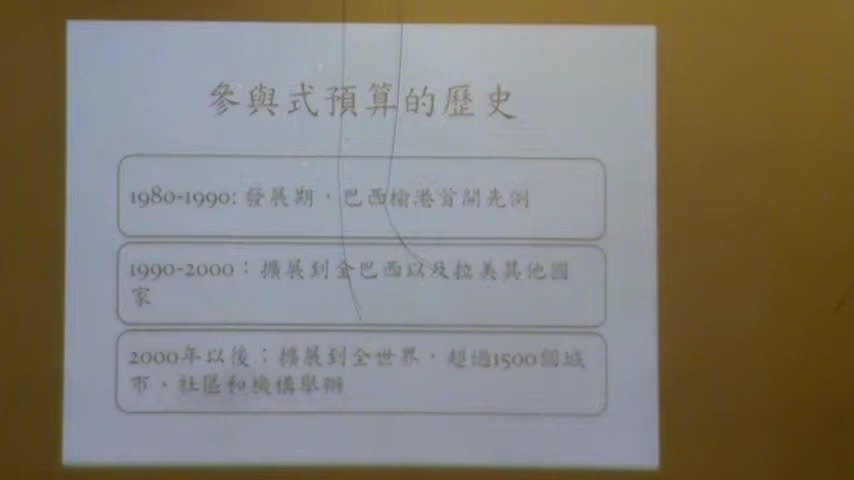 參與式預算的歷史
1980-1990: 發展期，巴西榆港首開先例
1990-2000：擴展到全巴西以及拉美其他國
家
2000年以後：擴展到全世界，超過1500個城
市、社區和機構舉辦